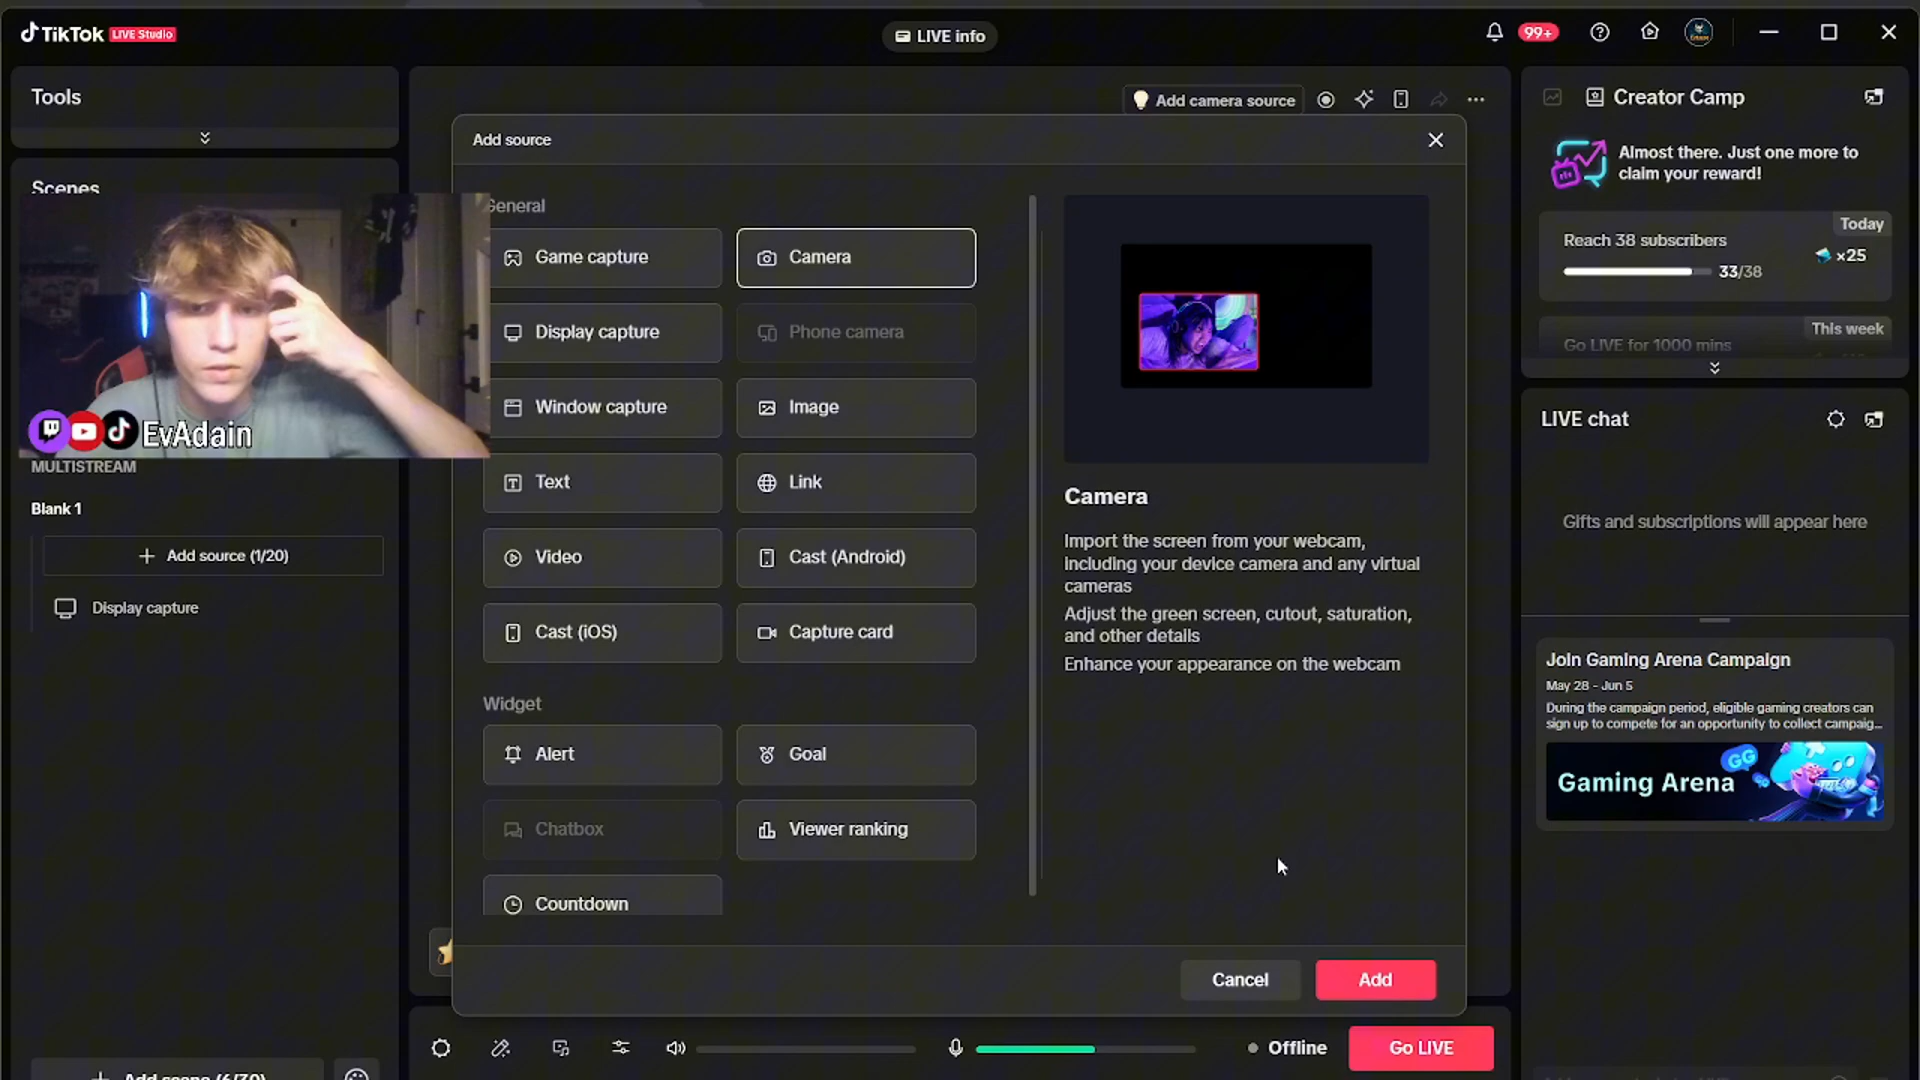 TikTok LIVE Studio
LIVE info
99+
Tools
Scenes
EvAdain
MULTISTREAM
Blank 1
Add source (1/20)
Display capture
Add camera source
Add source
General
Game capture
Camera
Display capture
Phone camera
Window capture
Image
Text
Link
Video
Cast (Android)
Cast (iOS)
Capture card
Widget
Alert
Goal
Chatbox
Viewer ranking
Countdown
Camera
Import the screen from your webcam,
including your device camera and any virtual
cameras
Adjust the green screen, cutout, saturation,
and other details
Enhance your appearance on the webcam
Cancel
Add
Offline
Go LIVE
Creator Camp
Almost there. Just one more to
claim your reward!
Today
Reach 38 subscribers
×25
33/38
This week
Go LIVE for 1000 mins
LIVE chat
Gifts and subscriptions will appear here
Join Gaming Arena Campaign
May 28 - Jun 5
During the campaign period, eligible gaming creators can
sign up to compete for an opportunity to collect campaig...
GG
Gaming Arena
Add scene (6/30)